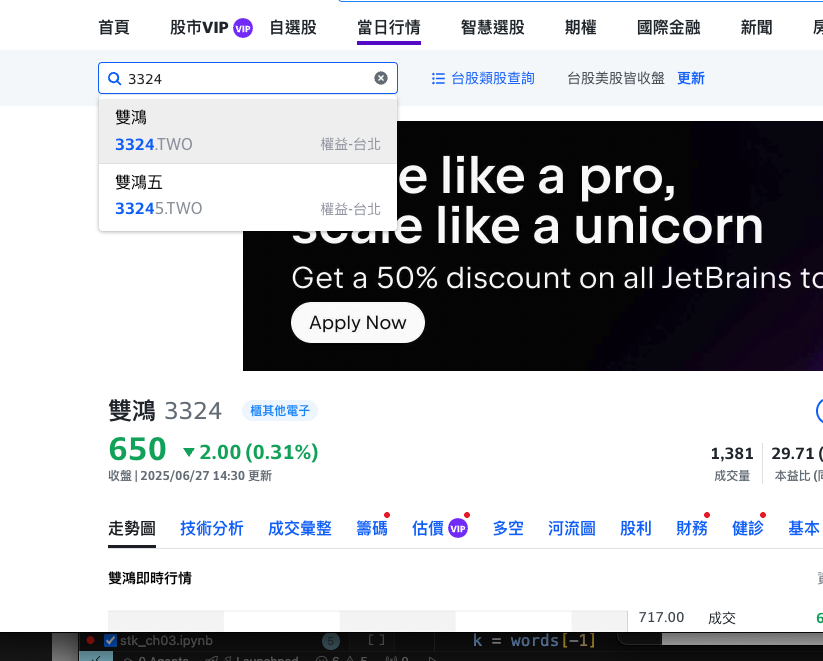 首頁 股市VIP VIP 自選股 當日行情 智慧選股 期權 國際金融 新聞
3324 台股類股查詢 台股美股皆收盤 更新
雙鴻
3324.TWO 權益-台北
雙鴻五
33245.TWO 權益-台北
e like a pro,
scale like a unicorn
Get a 50% discount on all JetBrains to
Apply Now
雙鴻 3324 櫃其他電子
650 ▼2.00 (0.31%)
收盤 | 2025/06/27 14:30 更新
1,381 29.71 (
成交量 本益比 (同
走勢圖 技術分析 成交彙整 籌碼 估價 VIP 多空 河流圖 股利 財務 健診 基本
雙鴻即時行情
717.00 成交 6
stk_ch03.ipynb 5 [ ] k = words[-1]